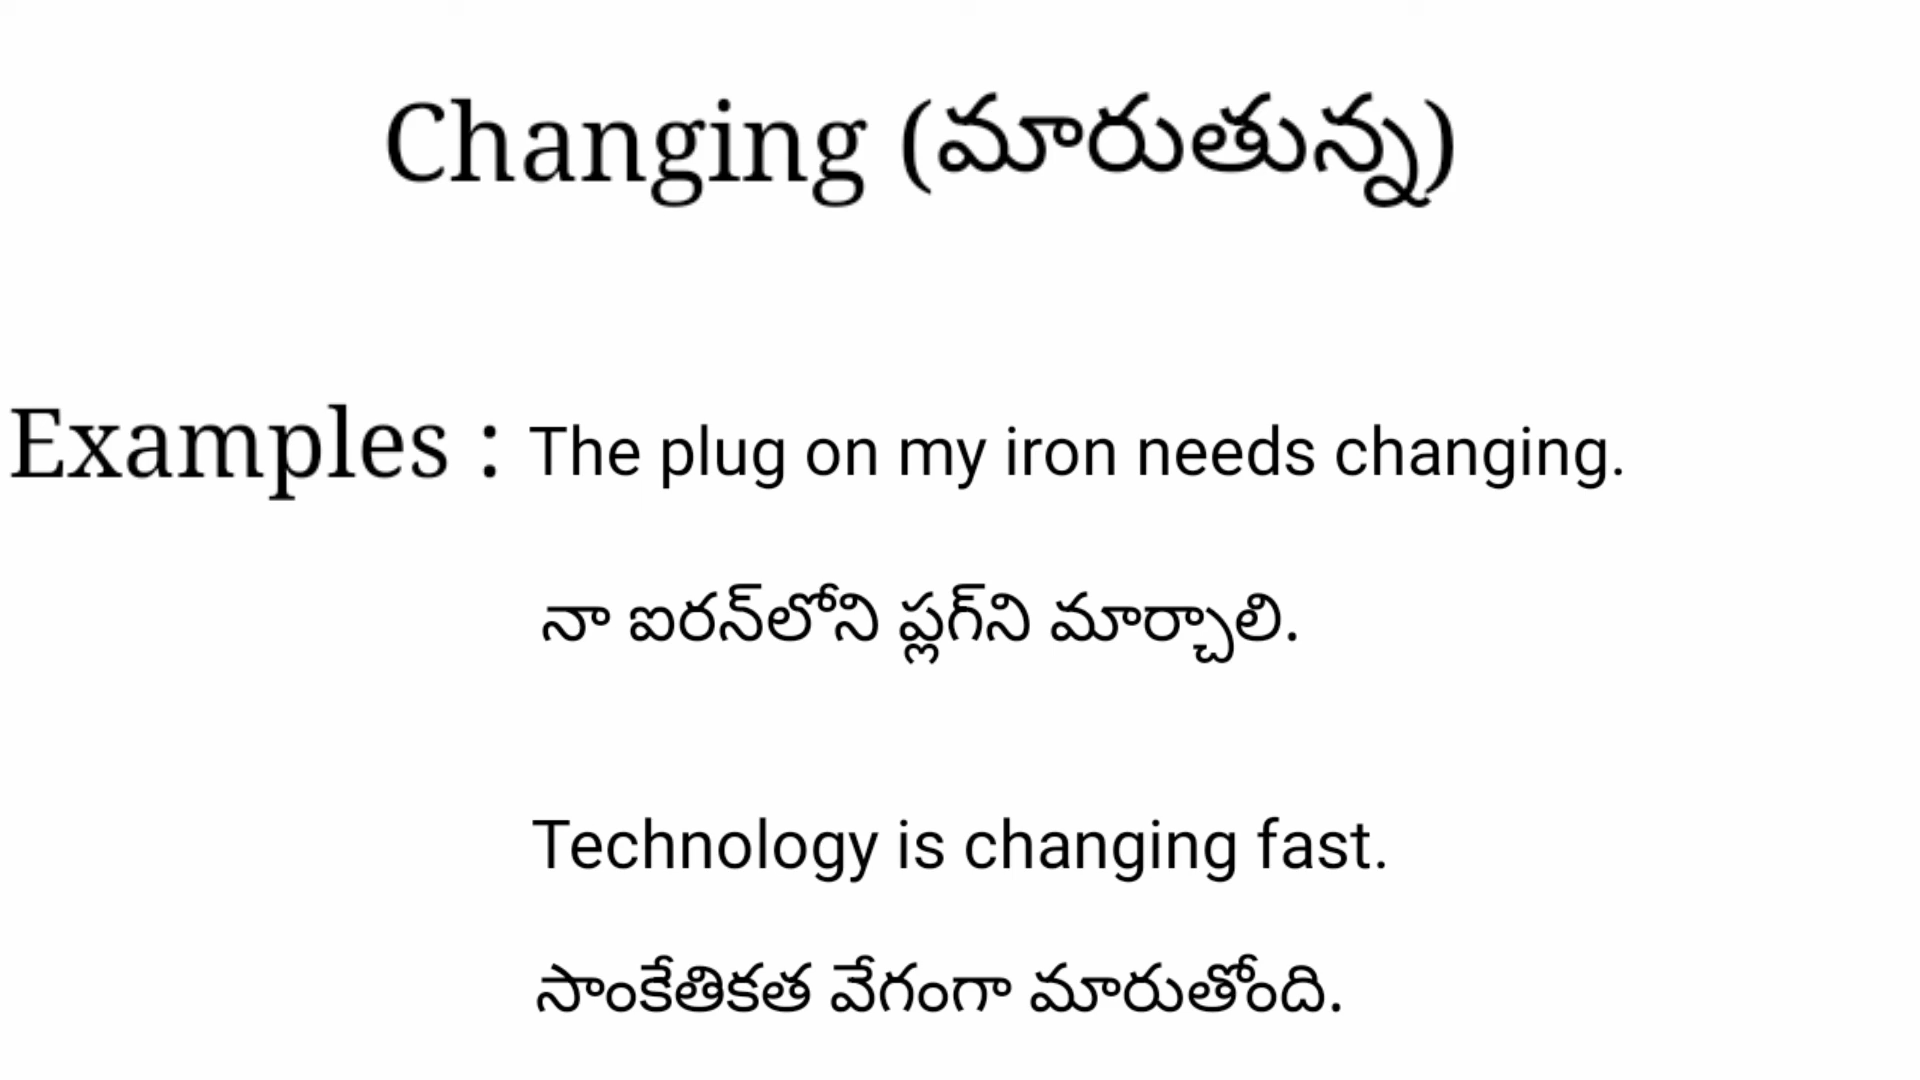 Changing (మారుతున్న)
Examples : The plug on my iron needs changing.
నా ఐరన్‌లోని ప్లగ్‌ని మార్చాలి.
Technology is changing fast.
సాంకేతికత వేగంగా మారుతోంది.